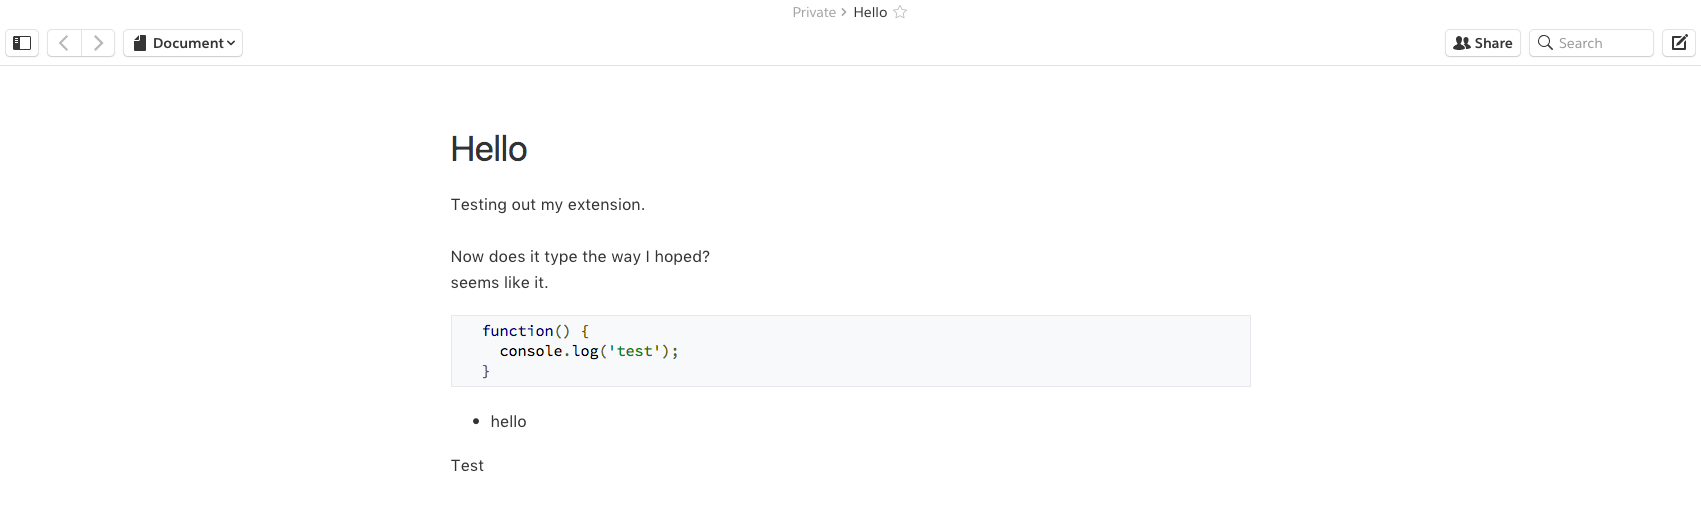 Private › Hello
Document
Share
Search
Hello
Testing out my extension.
Now does it type the way I hoped?
seems like it.
function() {
  console.log('test');
}
• hello
Test